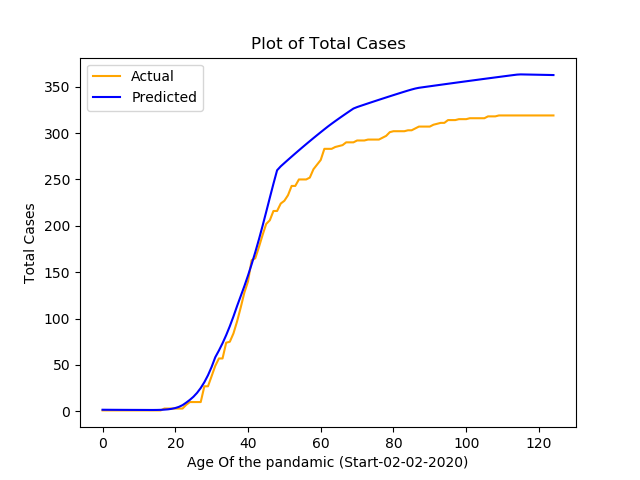 Plot of Total Cases
Actual
Predicted
350
300
250
200
150
100
50
0
Total Cases
0 20 40 60 80 100 120
Age Of the pandamic (Start-02-02-2020)